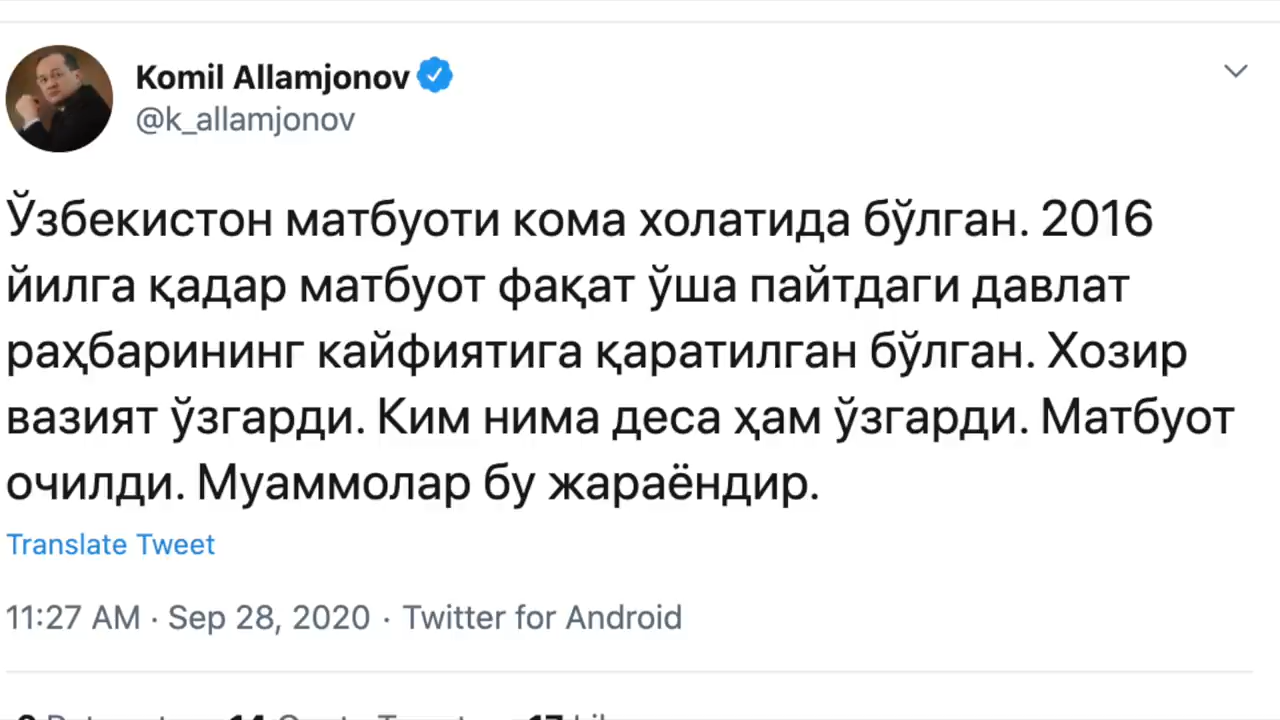 Komil Allamjonov
@k_allamjonov
Ўзбекистон матбуоти кома холатида бўлган. 2016
йилга қадар матбуот фақат ўша пайтдаги давлат
раҳбарининг кайфиятига қаратилган бўлган. Хозир
вазият ўзгарди. Ким нима деса ҳам ўзгарди. Матбуот
очилди. Муаммолар бу жараёндир.
Translate Tweet
11:27 AM · Sep 28, 2020 · Twitter for Android